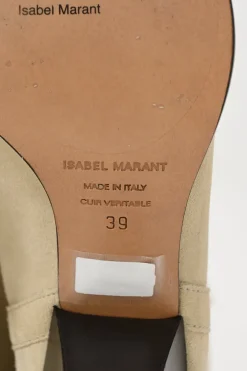 Isabel Marant
ISABEL MARANT
MADE IN ITALY
CUIR VERITABLE
39